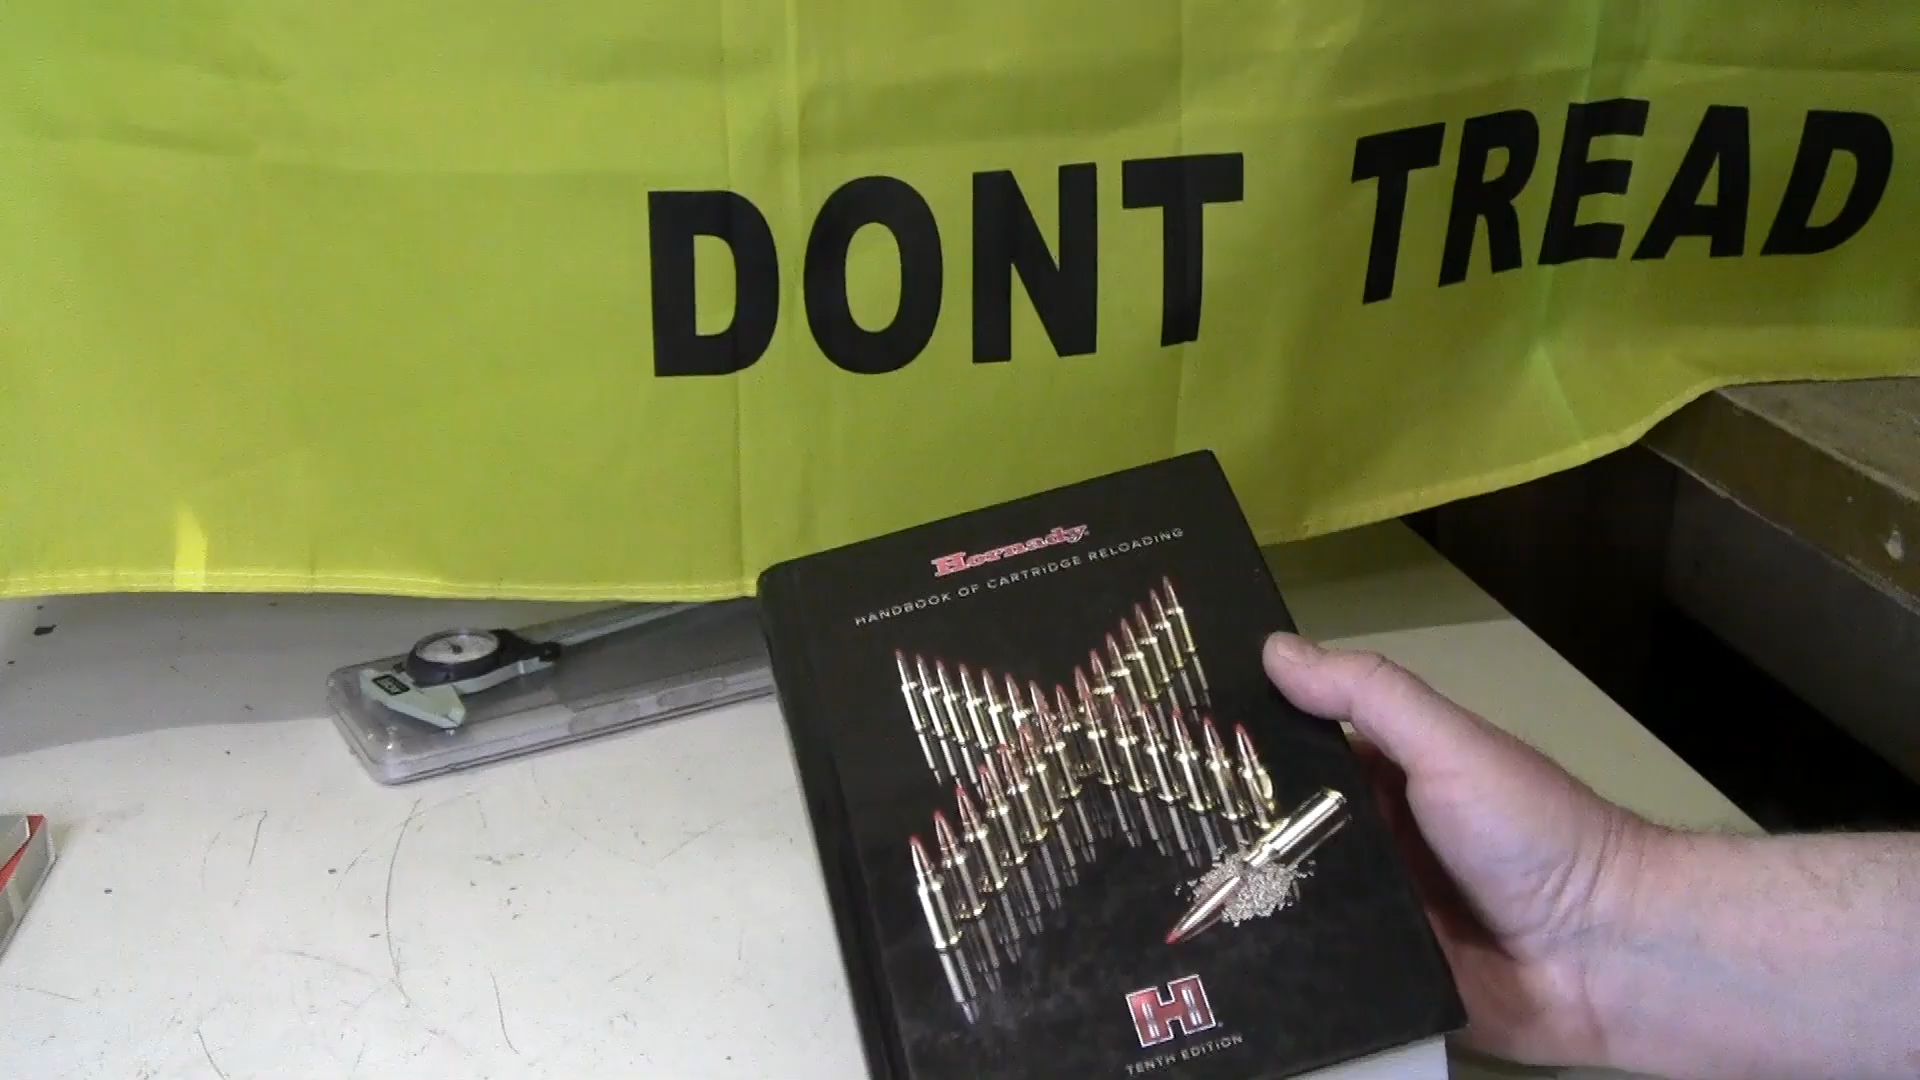 DONT TREAD
Hornady
HANDBOOK OF CARTRIDGE RELOADING
H
TENTH EDITION